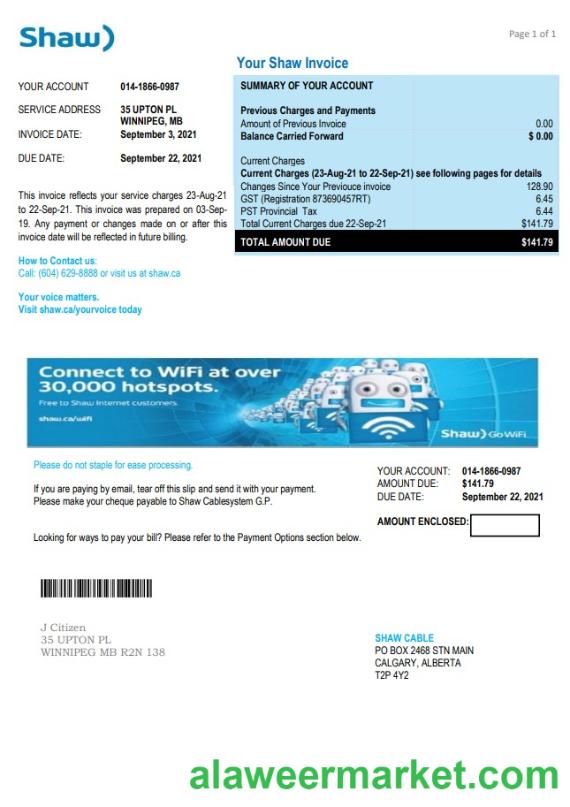 Shaw)
Page 1 of 1
Your Shaw Invoice
YOUR ACCOUNT 014-1866-0987
SERVICE ADDRESS 35 UPTON PL
WINNIPEG, MB
INVOICE DATE: September 3, 2021
DUE DATE: September 22, 2021
This invoice reflects your service charges 23-Aug-21
to 22-Sep-21. This invoice was prepared on 03-Sep-
19. Any payment or changes made on or after this
invoice date will be reflected in future billing.
How to Contact us:
Call: (604) 629-8888 or visit us at shaw.ca
Your voice matters.
Visit shaw.ca/yourvoice today
SUMMARY OF YOUR ACCOUNT
Previous Charges and Payments
Amount of Previous Invoice 0.00
Balance Carried Forward $ 0.00
Current Charges
Current Charges (23-Aug-21 to 22-Sep-21) see following pages for details
Changes Since Your Previouce invoice 128.90
GST (Registration 873690457RT) 6.45
PST Provincial Tax 6.44
Total Current Charges due 22-Sep-21 $141.79
TOTAL AMOUNT DUE $141.79
Connect to WiFi at over
30,000 hotspots.
Free to Shaw Internet customers.
shaw.ca/wifi
Shaw) Go WiFi
Please do not staple for ease processing.
If you are paying by email, tear off this slip and send it with your payment.
Please make your cheque payable to Shaw Cablesystem G.P.
Looking for ways to pay your bill? Please refer to the Payment Options section below.
YOUR ACCOUNT: 014-1866-0987
AMOUNT DUE: $141.79
DUE DATE: September 22, 2021
AMOUNT ENCLOSED:
J Citizen
35 UPTON PL
WINNIPEG MB R2N 138
SHAW CABLE
PO BOX 2468 STN MAIN
CALGARY, ALBERTA
T2P 4Y2
alaweermarket.com